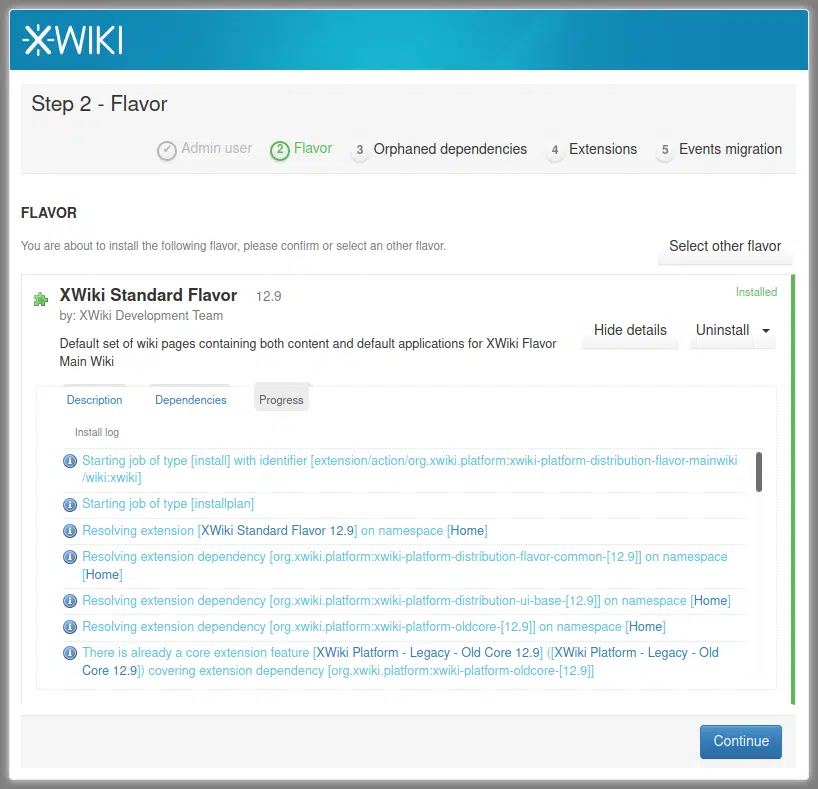 XWIKI
Step 2 - Flavor
Admin user
2 Flavor
3 Orphaned dependencies
4 Extensions
5 Events migration
FLAVOR
You are about to install the following flavor, please confirm or select an other flavor.
Select other flavor
XWiki Standard Flavor 12.9
Installed
by: XWiki Development Team
Hide details
Uninstall
Default set of wiki pages containing both content and default applications for XWiki Flavor
Main Wiki
Description
Dependencies
Progress
Install log
Starting job of type [install] with identifier [extension/action/org.xwiki.platform:xwiki-platform-distribution-flavor-mainwiki
/wiki:xwiki]
Starting job of type [installplan]
Resolving extension [XWiki Standard Flavor 12.9] on namespace [Home]
Resolving extension dependency [org.xwiki.platform:xwiki-platform-distribution-flavor-common-[12.9]] on namespace
[Home]
Resolving extension dependency [org.xwiki.platform:xwiki-platform-distribution-ui-base-[12.9]] on namespace [Home]
Resolving extension dependency [org.xwiki.platform:xwiki-platform-oldcore-[12.9]] on namespace [Home]
There is already a core extension feature [XWiki Platform - Legacy - Old Core 12.9] ([XWiki Platform - Legacy - Old
Core 12.9]) covering extension dependency [org.xwiki.platform:xwiki-platform-oldcore-[12.9]]
Continue